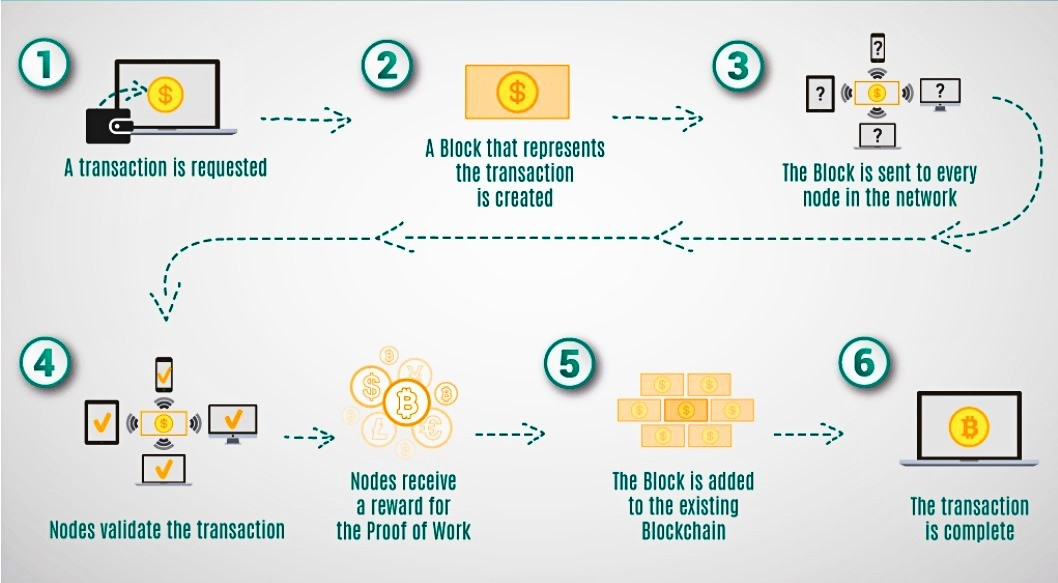 1
A transaction is requested
2
A Block that represents
the transaction
is created
3
The Block is sent to every
node in the network
4
Nodes validate the transaction
Nodes receive
a reward for
the Proof of Work
5
The Block is added
to the existing
Blockchain
6
The transaction
is complete